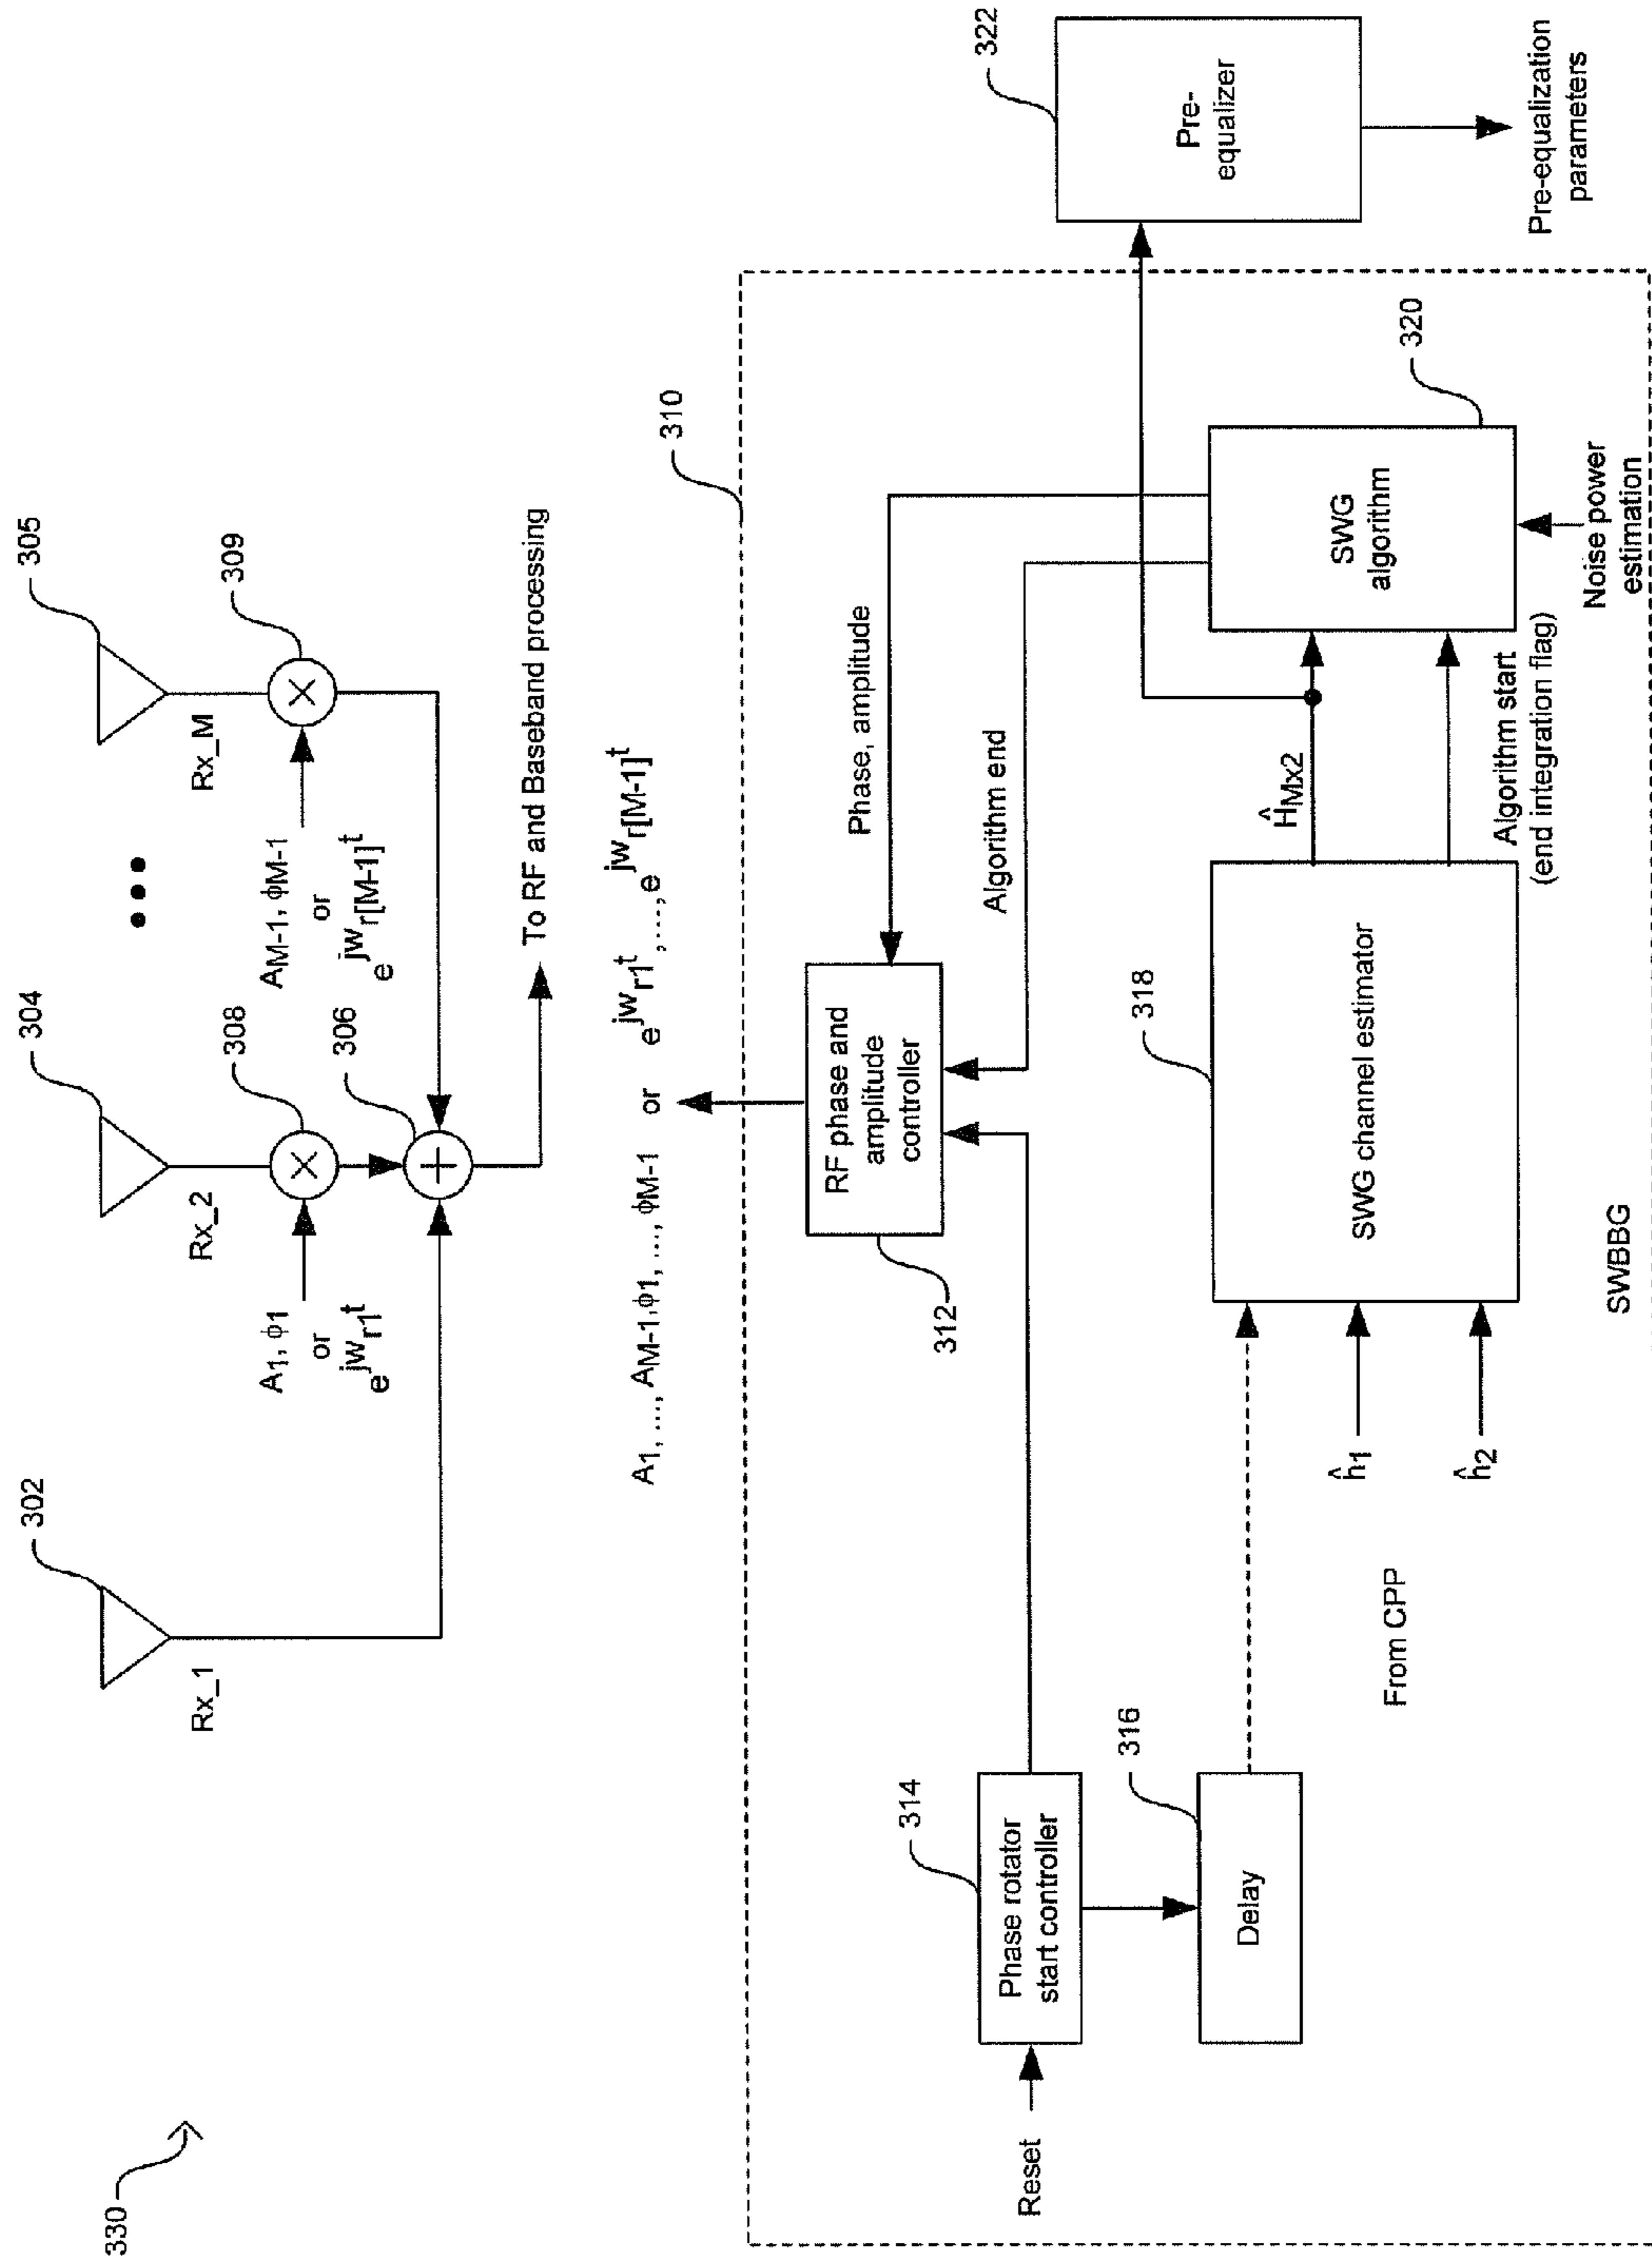 330
302
304
305
Rx_1
Rx_2
Rx_M
308
309
306
A1, ϕ1
or
e^jwr1t
AM-1, ϕM-1
or
e^jwr[M-1]t
To RF and Baseband processing
A1, ..., AM-1,ϕ1, ..., ϕM-1 or e^jwr1t,...,e^jwr[M-1]t
310
RF phase and
amplitude
controller
312
Phase, amplitude
Algorithm end
314
Reset
Phase rotator
start controller
316
Delay
318
SWG channel estimator
From CPP
ĥ1
ĥ2
ĤMx2
Algorithm start
(end integration flag)
320
SWG
algorithm
Noise power
estimation
SWBBG
322
Pre-
equalizer
Pre-equalization
parameters